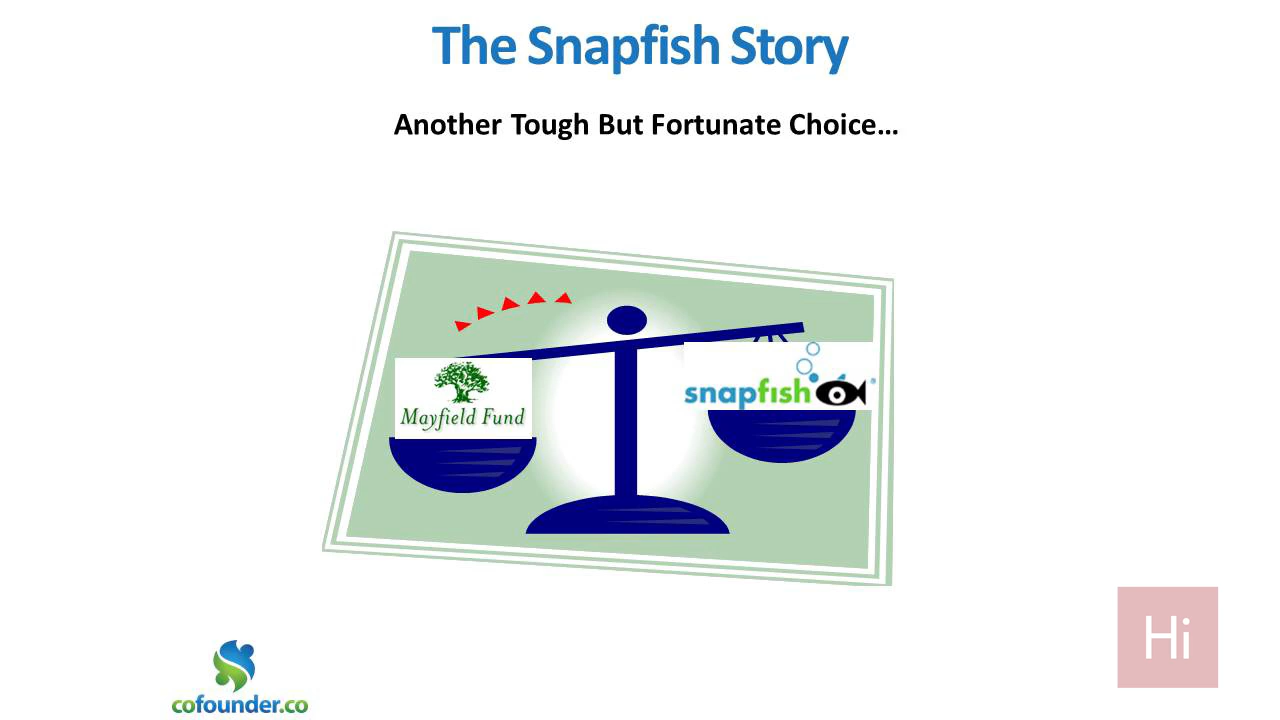 The Snapfish Story
Another Tough But Fortunate Choice...
Mayfield Fund
snapfish
cofounder.co
Hi